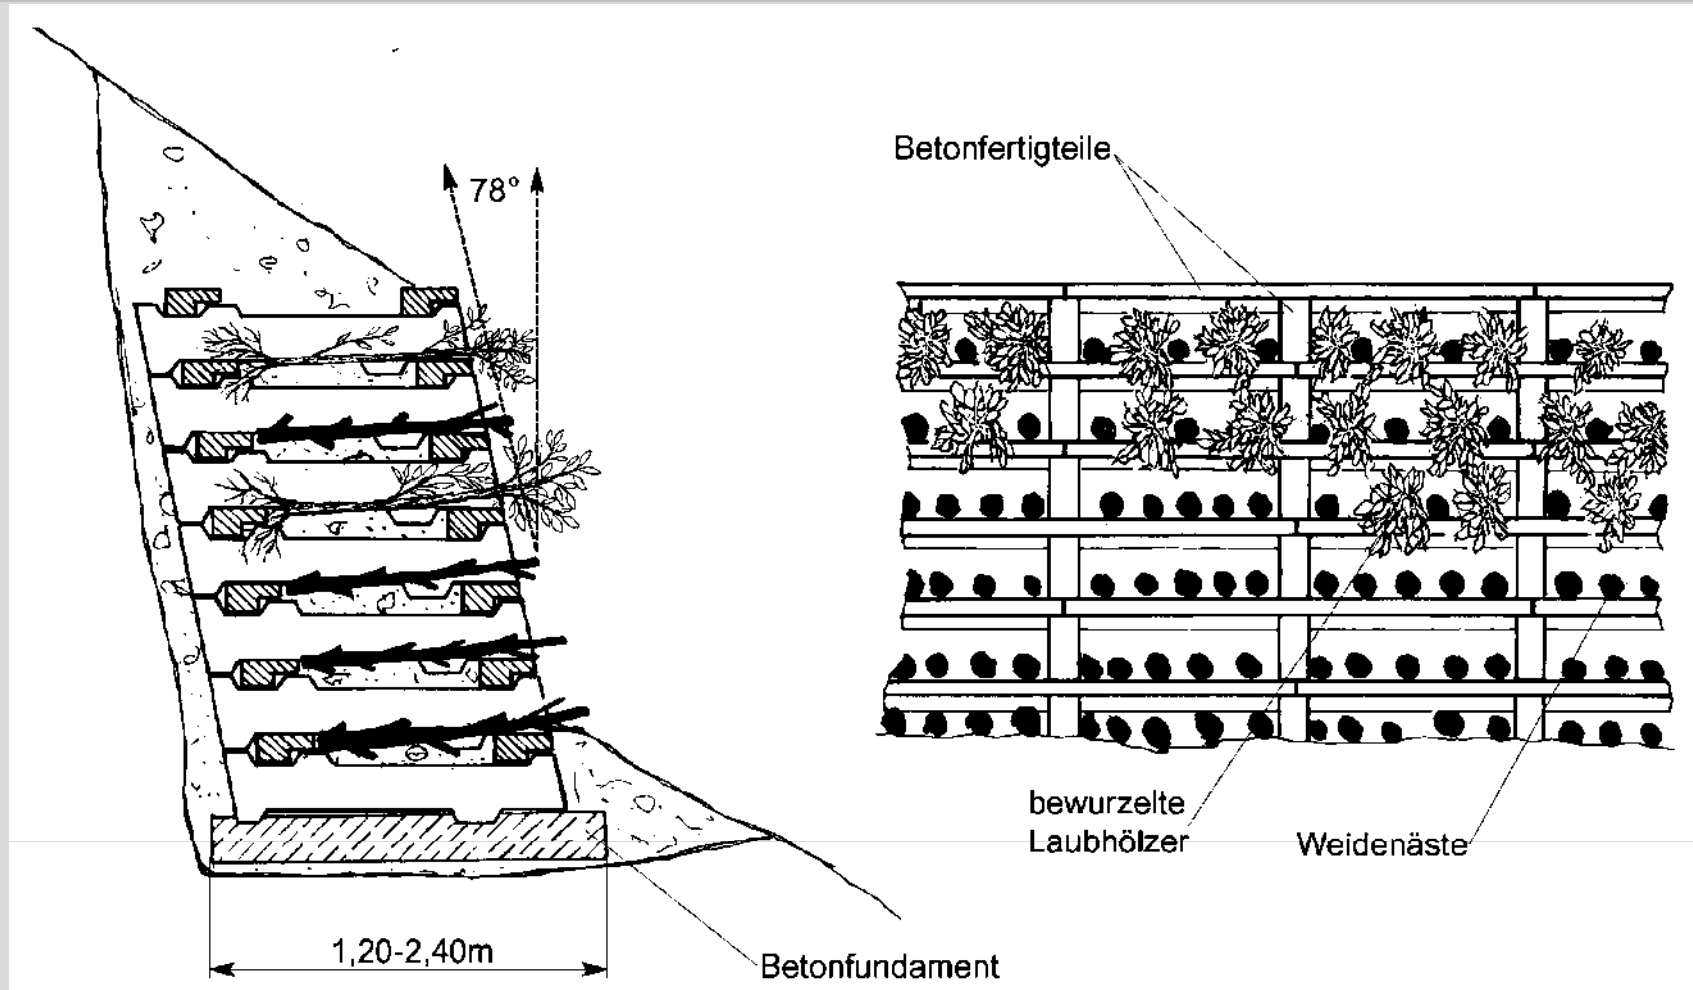 Betonfertigteile
78°
bewurzelte
Laubhölzer
Weidenäste
1,20-2,40m
Betonfundament